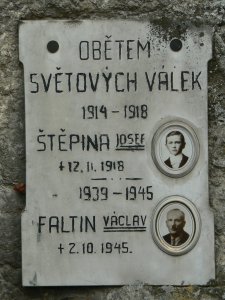 OBĚTEM
SVĚTOVÝCH VÁLEK
1914 - 1918
ŠTĚPINA JOSEF
+ 12. 11. 1918
1939 - 1945
FALTIN VÁCLAV
+ 2. 10. 1945.